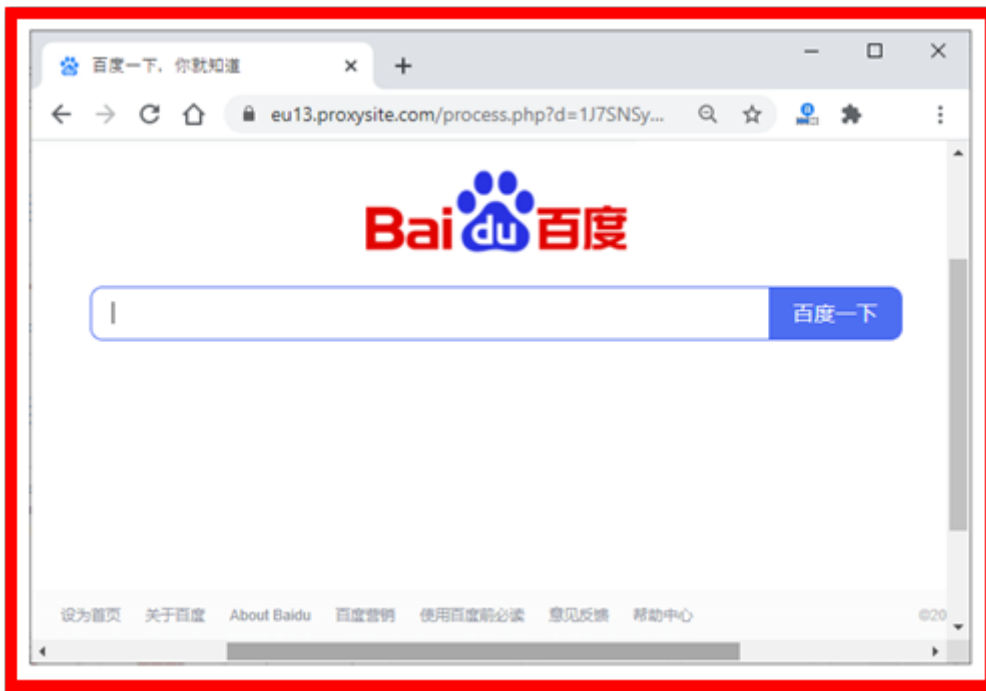 百度一下，你就知道
eu13.proxysite.com/process.php?d=1J7SNSy...
Bai du 百度
百度一下
设为首页 关于百度 About Baidu 百度营销 使用百度前必读 意见反馈 帮助中心 ©20